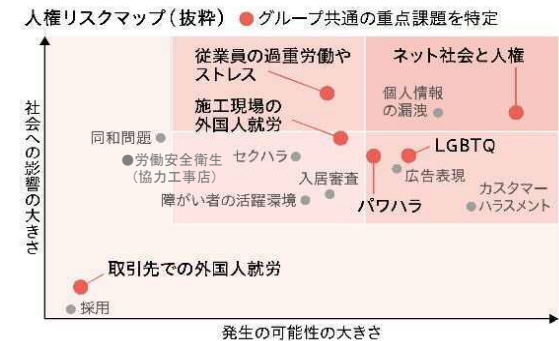 人権リスクマップ(抜粋) ●グループ共通の重点課題を特定
従業員の過重労働や
ストレス
ネット社会と人権
個人情報
の漏洩
施工現場の
外国人就労
同和問題
労働安全衛生
(協力工事店)
セクハラ
LGBTQ
入居審査
広告表現
障がい者の活躍環境
パワハラ
カスタマー
ハラスメント
取引先での外国人就労
採用
社会への影響の大きさ
発生の可能性の大きさ